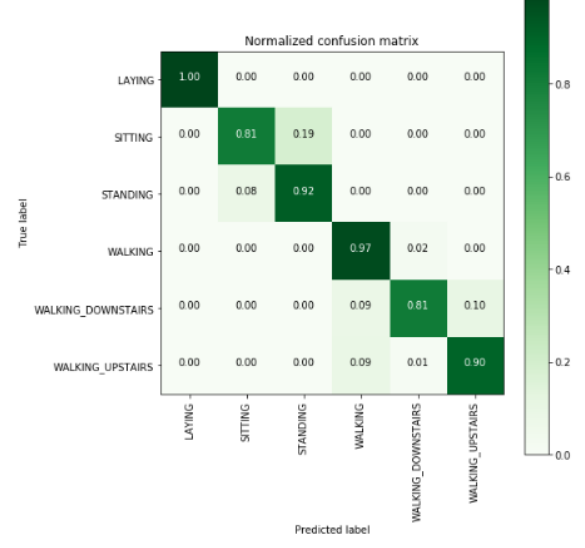 Normalized confusion matrix
True label
LAYING 1.00 0.00 0.00 0.00 0.00 0.00
SITTING 0.00 0.81 0.19 0.00 0.00 0.00
STANDING 0.00 0.08 0.92 0.00 0.00 0.00
WALKING 0.00 0.00 0.00 0.97 0.02 0.00
WALKING_DOWNSTAIRS 0.00 0.00 0.00 0.09 0.81 0.10
WALKING_UPSTAIRS 0.00 0.00 0.00 0.09 0.01 0.90
LAYING
SITTING
STANDING
WALKING
WALKING_DOWNSTAIRS
WALKING_UPSTAIRS
Predicted label
0.8
0.6
0.4
0.2
0.0